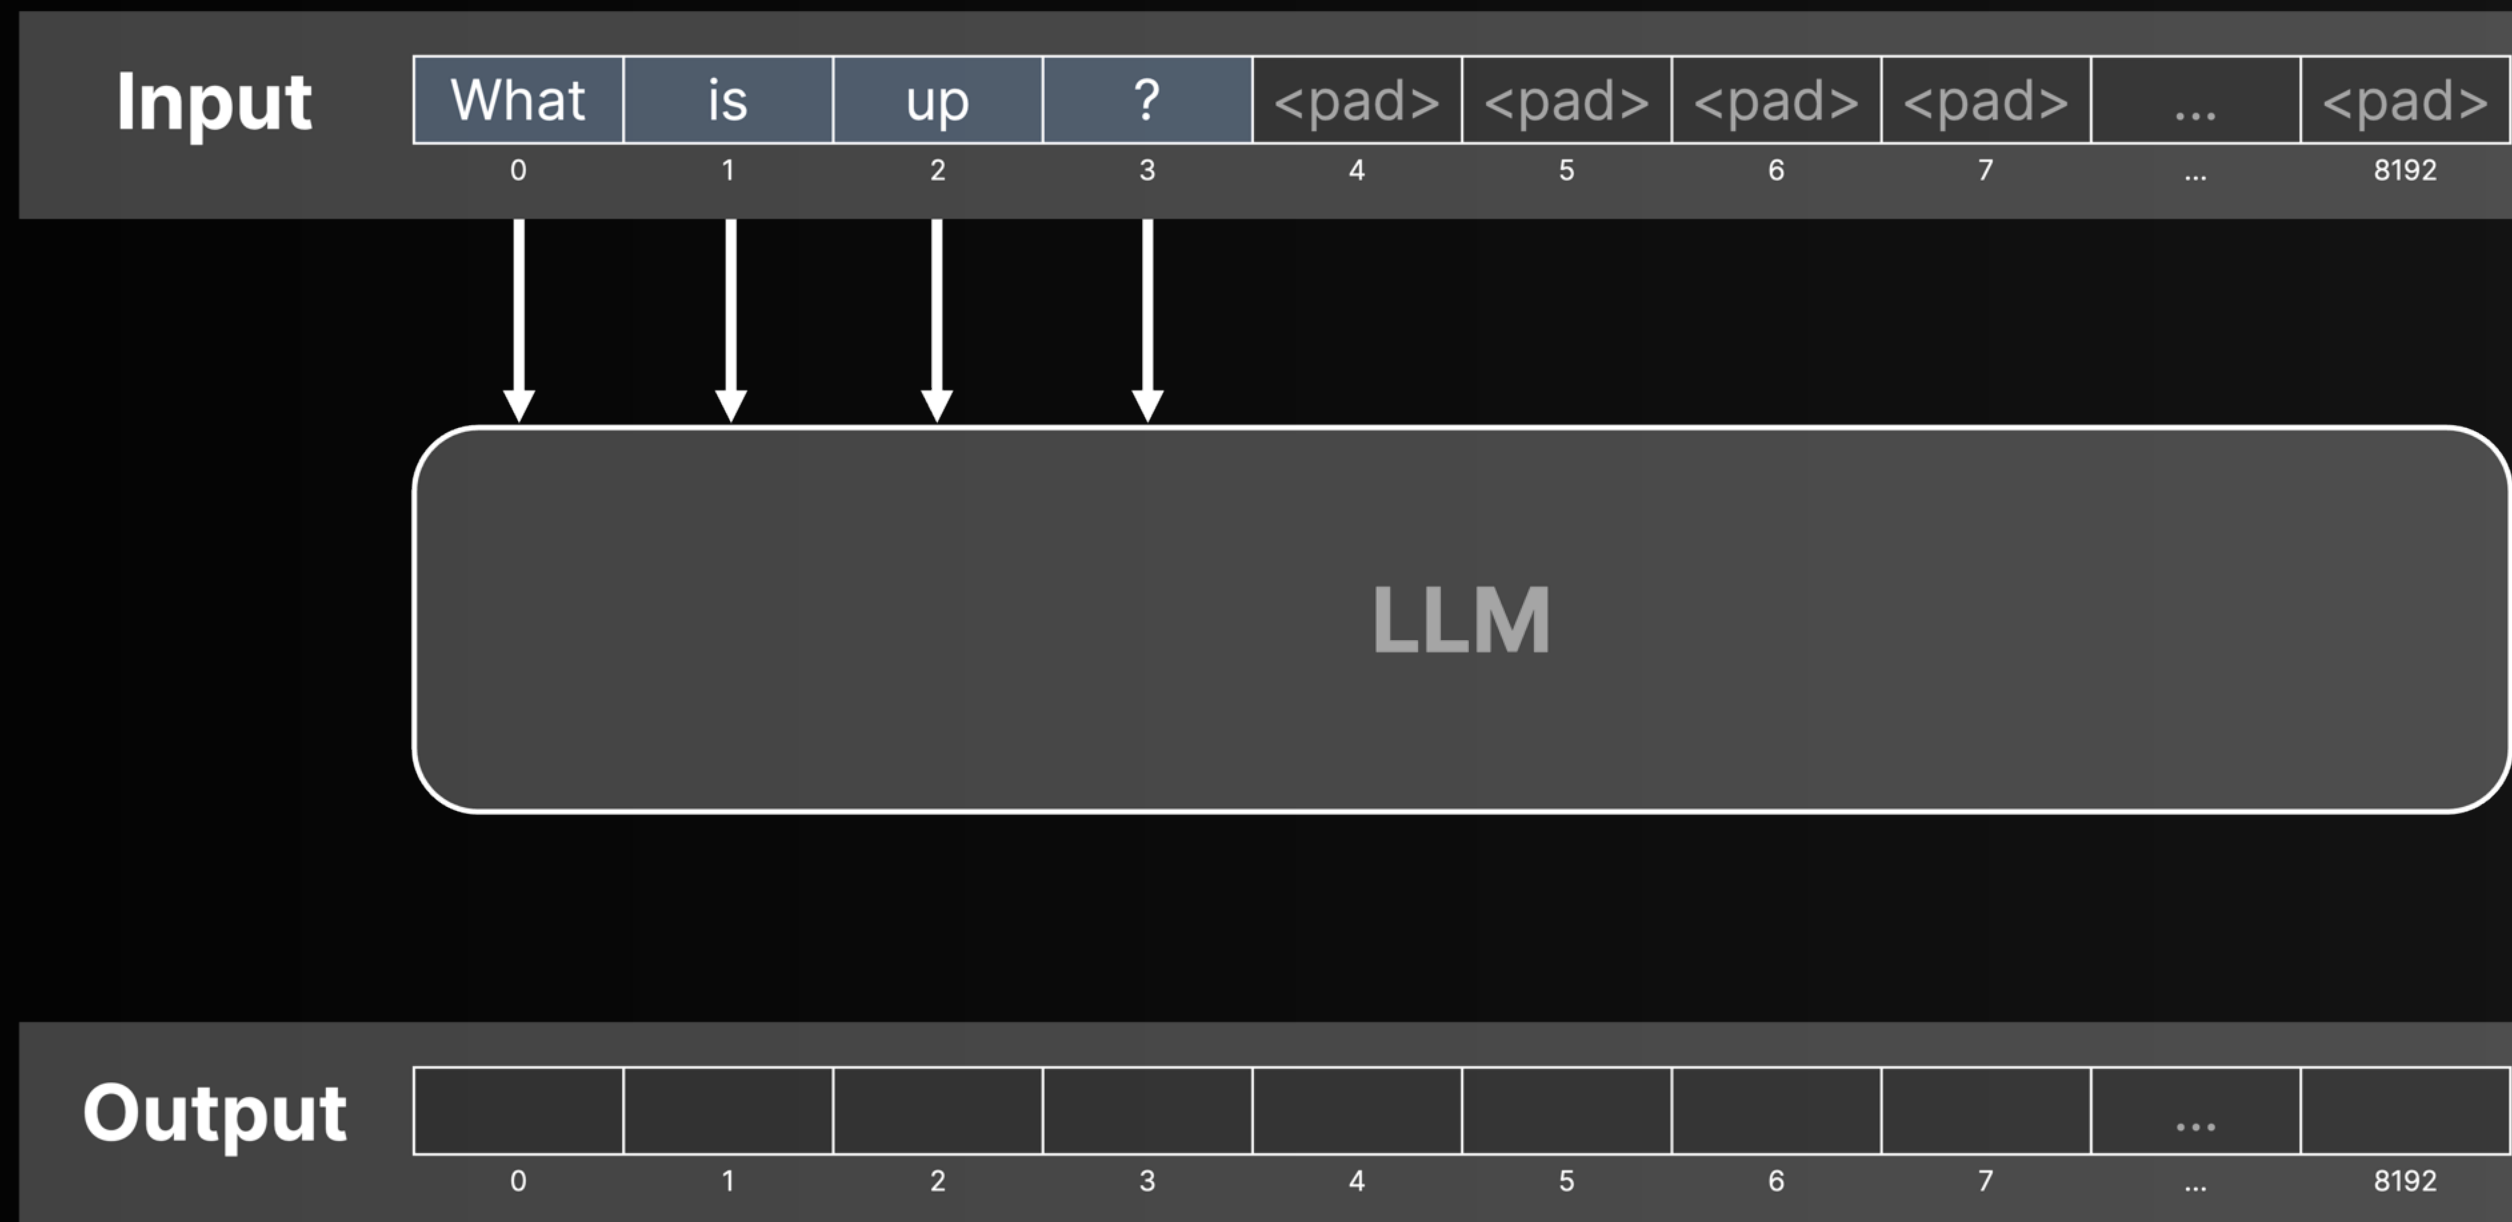 Input What is up ? <pad> <pad> <pad> <pad> ... <pad>
0 1 2 3 4 5 6 7 ... 8192
LLM
Output ...
0 1 2 3 4 5 6 7 ... 8192